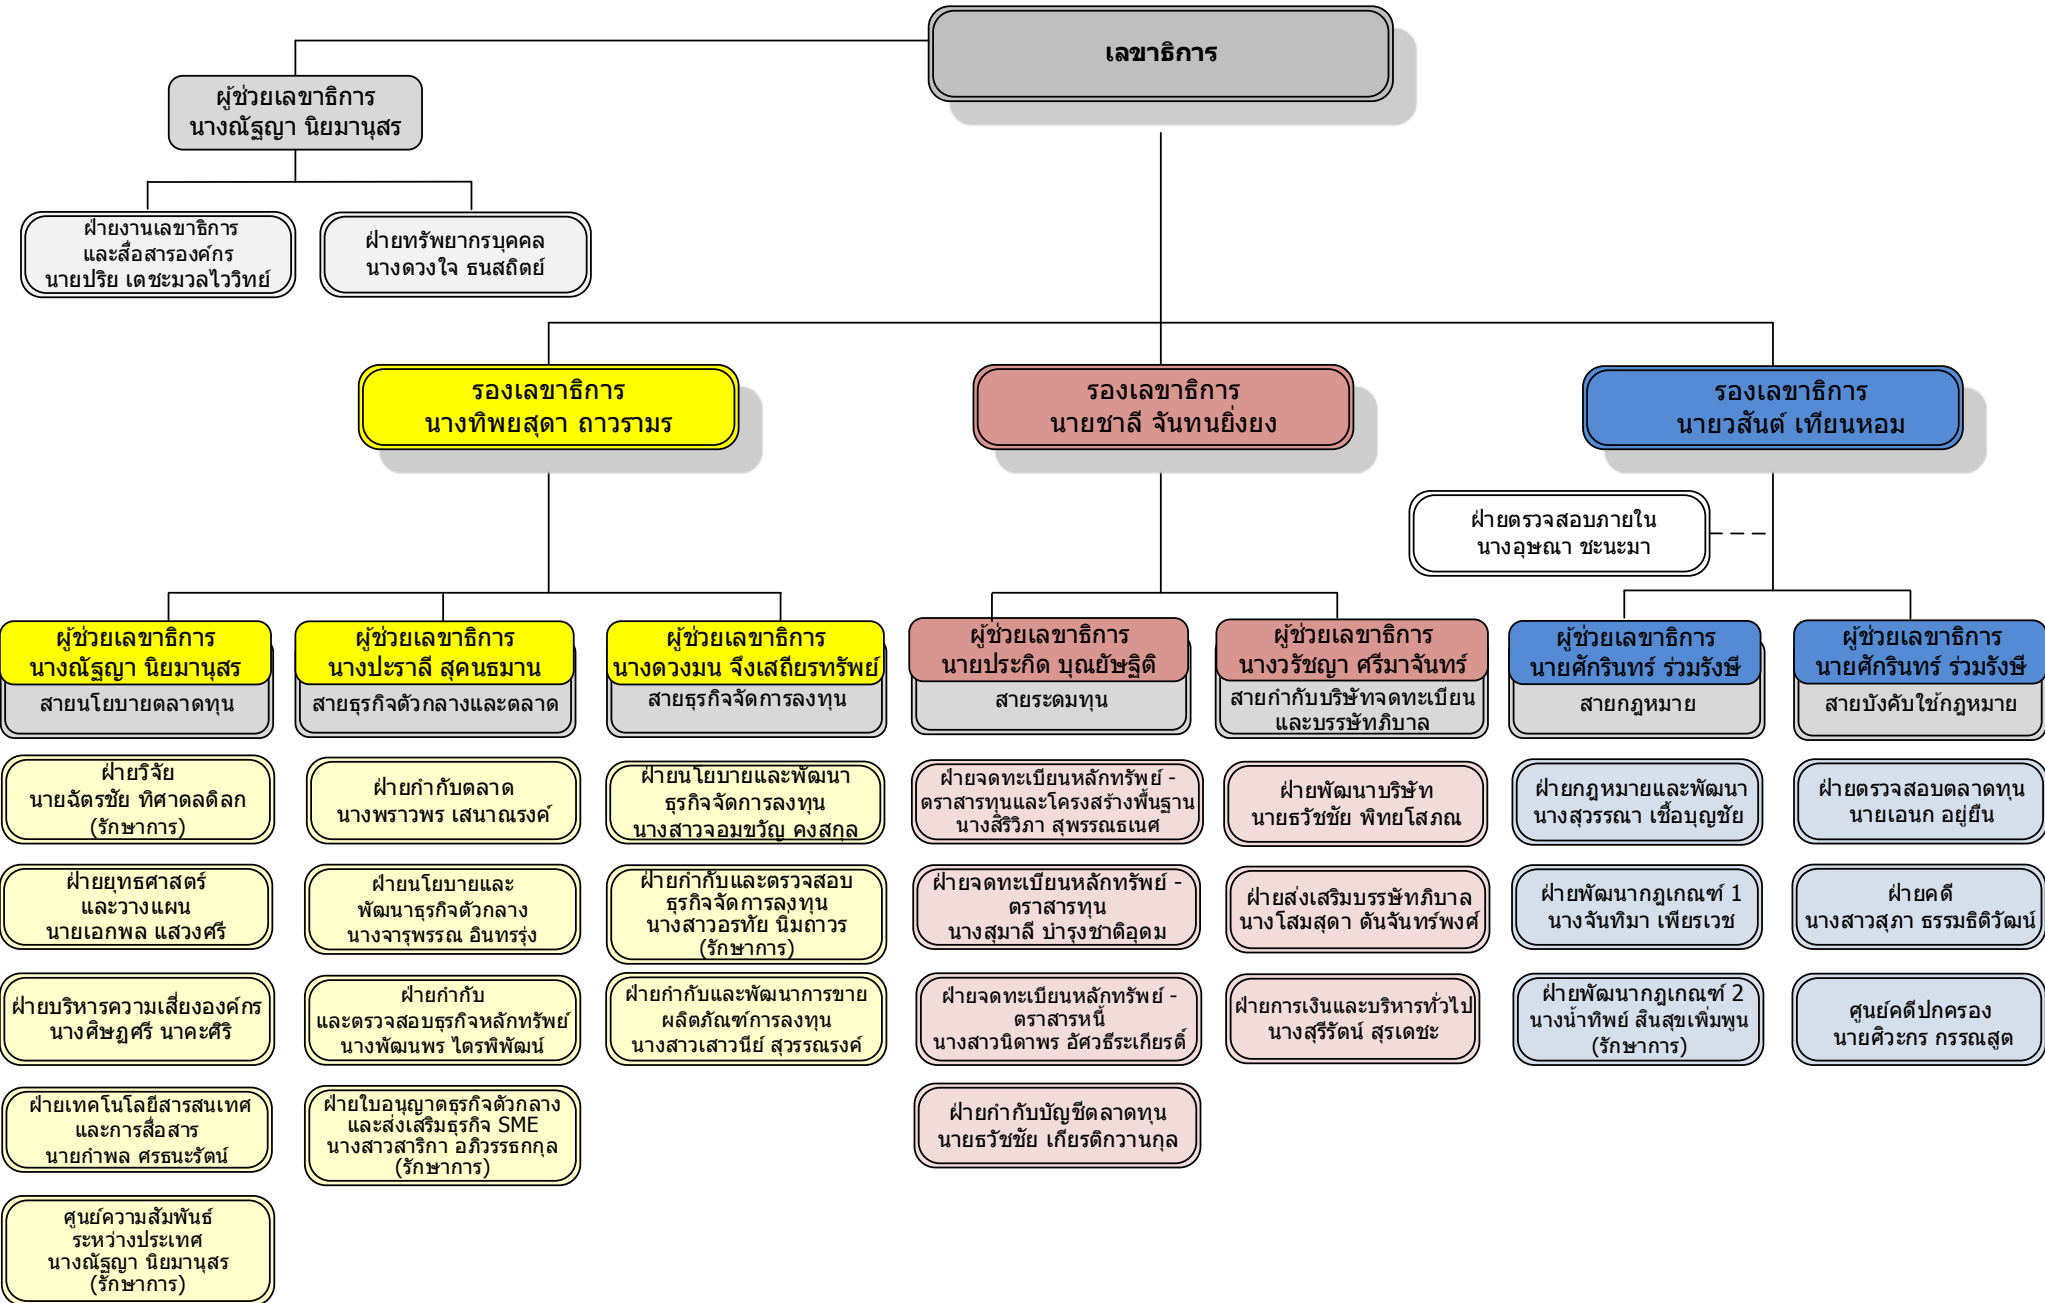 เลขาธิการ
ผู้ช่วยเลขาธิการ
นางณัฐญา นิยมานุสร
ฝ่ายงานเลขาธิการ
และสื่อสารองค์กร
นายปริย เตชะมวลไววิทย์
ฝ่ายทรัพยากรบุคคล
นางดวงใจ ธนสถิตย์
รองเลขาธิการ
นางทิพยสุดา ถาวรามร
รองเลขาธิการ
นายชาลี จันทนยิ่งยง
รองเลขาธิการ
นายวสันต์ เทียนหอม
ฝ่ายตรวจสอบภายใน
นางอุษณา ชะนะมา
ผู้ช่วยเลขาธิการ
นางณัฐญา นิยมานุสร
สายนโยบายตลาดทุน
ฝ่ายวิจัย
นายฉัตรชัย ทิศาดลดิลก
(รักษาการ)
ฝ่ายยุทธศาสตร์
และวางแผน
นายเอกพล แสวงศรี
ฝ่ายบริหารความเสี่ยงองค์กร
นางศิษฏศรี นาคะศิริ
ฝ่ายเทคโนโลยีสารสนเทศ
และการสื่อสาร
นายกำพล ศรธนะรัตน์
ศูนย์ความสัมพันธ์
ระหว่างประเทศ
นางณัฐญา นิยมานุสร
(รักษาการ)
ผู้ช่วยเลขาธิการ
นางปะราลี สุคนธมาน
สายธุรกิจตัวกลางและตลาด
ฝ่ายกำกับตลาด
นางพราวพร เสนาณรงค์
ฝ่ายนโยบายและ
พัฒนาธุรกิจตัวกลาง
นางจารุพรรณ อินทรรุ่ง
ฝ่ายกำกับ
และตรวจสอบธุรกิจหลักทรัพย์
นางพัฒนพร ไตรพิพัฒน์
ฝ่ายใบอนุญาตธุรกิจตัวกลาง
และส่งเสริมธุรกิจ SME
นางสาวสาริกา อภิวรรธกกุล
(รักษาการ)
ผู้ช่วยเลขาธิการ
นางดวงมน จึงเสถียรทรัพย์
สายธุรกิจจัดการลงทุน
ฝ่ายนโยบายและพัฒนา
ธุรกิจจัดการลงทุน
นางสาวจอมขวัญ คงสกุล
ฝ่ายกำกับและตรวจสอบ
ธุรกิจจัดการลงทุน
นางสาวอรทัย นิมถาวร
(รักษาการ)
ฝ่ายกำกับและพัฒนาการขาย
ผลิตภัณฑ์การลงทุน
นางสาวเสาวนีย์ สุวรรณรงค์
ผู้ช่วยเลขาธิการ
นายประกิด บุณยัษฐิติ
สายระดมทุน
ฝ่ายจดทะเบียนหลักทรัพย์ -
ตราสารทุนและโครงสร้างพื้นฐาน
นางสิริวิภา สุพรรณธเนศ
ฝ่ายจดทะเบียนหลักทรัพย์ -
ตราสารทุน
นางสุมาลี บำรุงชาติอุดม
ฝ่ายจดทะเบียนหลักทรัพย์ -
ตราสารหนี้
นางสาวนิดาพร อัศวธีระเกียรติ์
ฝ่ายกำกับบัญชีตลาดทุน
นายธวัชชัย เกียรติกวานกุล
ผู้ช่วยเลขาธิการ
นางวรัชญา ศรีมาจันทร์
สายกำกับบริษัทจดทะเบียน
และบรรษัทภิบาล
ฝ่ายพัฒนาบริษัท
นายธวัชชัย พิทยโสภณ
ฝ่ายส่งเสริมบรรษัทภิบาล
นางโสมสุดา ตันจันทร์พงศ์
ฝ่ายการเงินและบริหารทั่วไป
นางสุรีรัตน์ สุรเดชะ
ผู้ช่วยเลขาธิการ
นายศักรินทร์ ร่วมรังษี
สายกฎหมาย
ฝ่ายกฎหมายและพัฒนา
นางสุวรรณา เชื้อบุญชัย
ฝ่ายพัฒนากฎเกณฑ์ 1
นางจันทิมา เพียรเวช
ฝ่ายพัฒนากฎเกณฑ์ 2
นางน้ำทิพย์ สินสุขเพิ่มพูน
(รักษาการ)
ผู้ช่วยเลขาธิการ
นายศักรินทร์ ร่วมรังษี
สายบังคับใช้กฎหมาย
ฝ่ายตรวจสอบตลาดทุน
นายเอนก อยู่ยืน
ฝ่ายคดี
นางสาวสุภา ธรรมธิติวัฒน์
ศูนย์คดีปกครอง
นายศิวะกร กรรณสูต